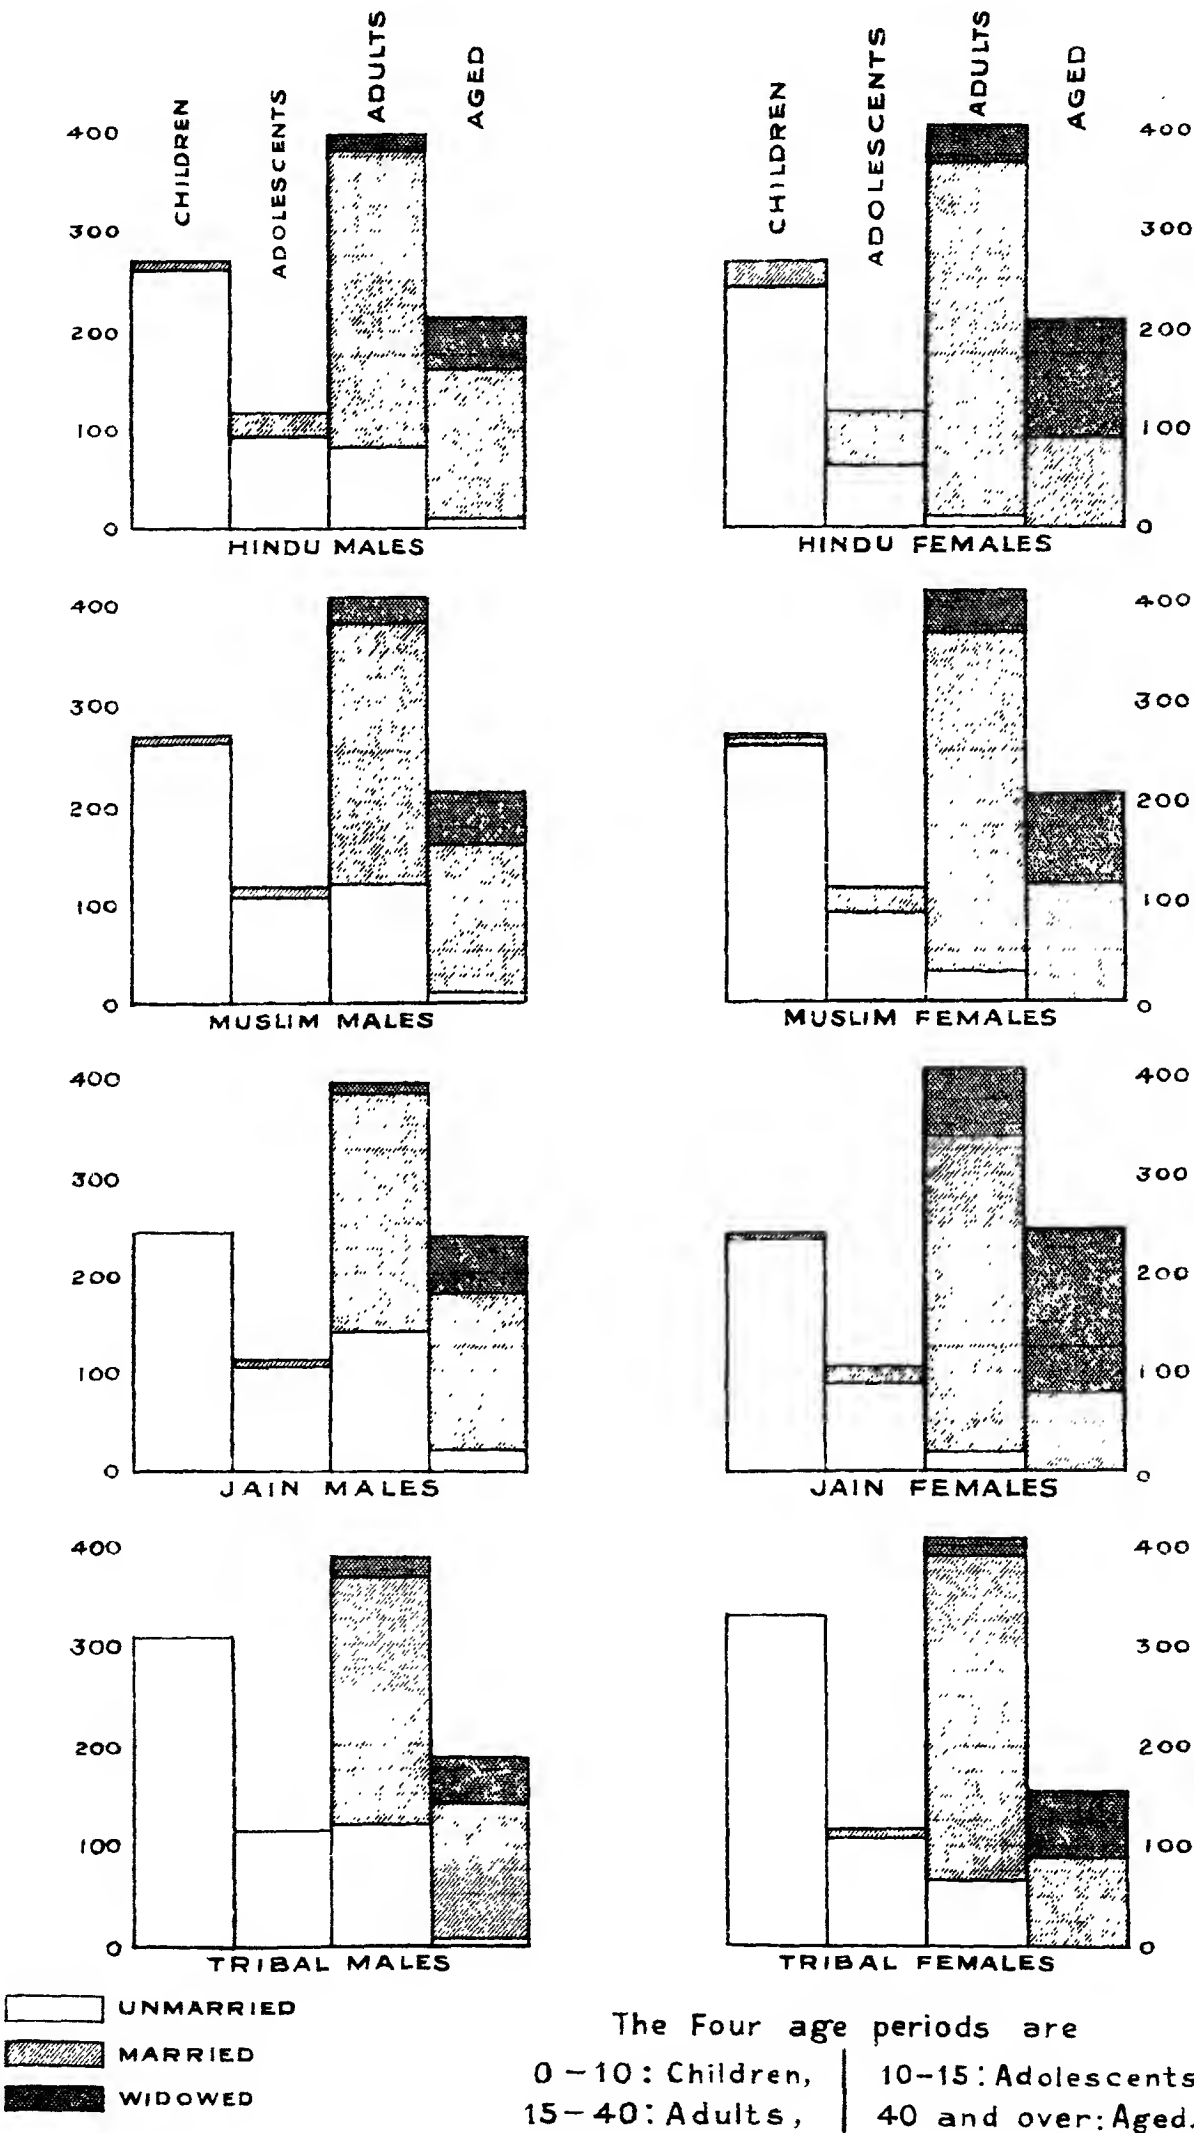 CHILDREN
ADOLESCENTS
ADULTS
AGED
CHILDREN
ADOLESCENTS
ADULTS
AGED
400
300
200
100
0
HINDU MALES
400
300
200
100
0
HINDU FEMALES
400
300
200
100
0
MUSLIM MALES
400
300
200
100
0
MUSLIM FEMALES
400
300
200
100
0
JAIN MALES
400
300
200
100
0
JAIN FEMALES
400
300
200
100
0
TRIBAL MALES
400
300
200
100
0
TRIBAL FEMALES
UNMARRIED
MARRIED
WIDOWED
The Four age periods are
0-10: Children, 10-15: Adolescents
15-40: Adults, 40 and over: Aged.